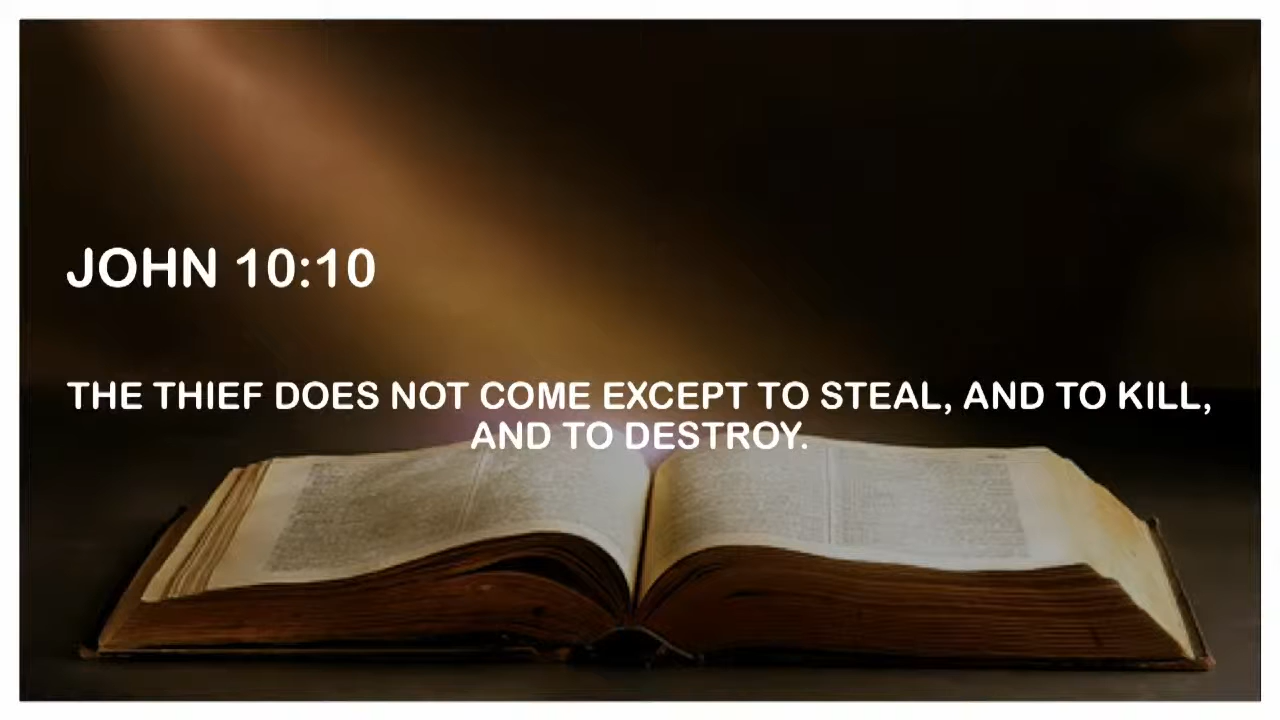 JOHN 10:10
THE THIEF DOES NOT COME EXCEPT TO STEAL, AND TO KILL,
AND TO DESTROY.